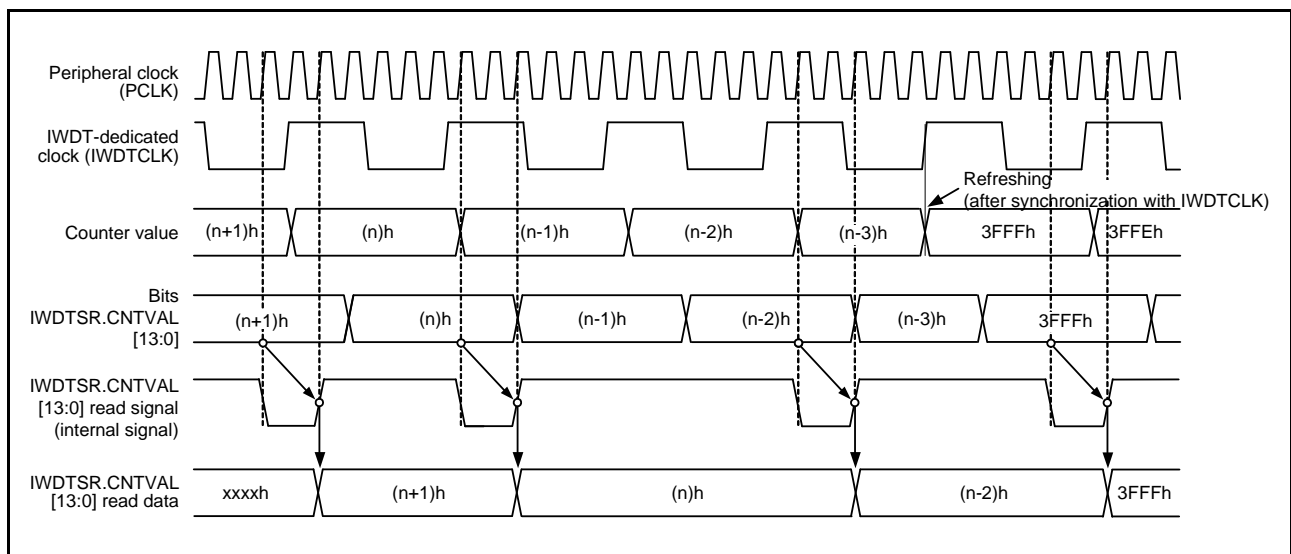 Peripheral clock
(PCLK)
IWDT-dedicated
clock (IWDTCLK)
Refreshing
(after synchronization with IWDTCLK)
Counter value
(n+1)h
(n)h
(n-1)h
(n-2)h
(n-3)h
3FFFh
3FFEh
Bits
IWDTSR.CNTVAL
[13:0]
(n+1)h
(n)h
(n-1)h
(n-2)h
(n-3)h
3FFFh
IWDTSR.CNTVAL
[13:0] read signal
(internal signal)
IWDTSR.CNTVAL
[13:0] read data
xxxxh
(n+1)h
(n)h
(n-2)h
3FFFh